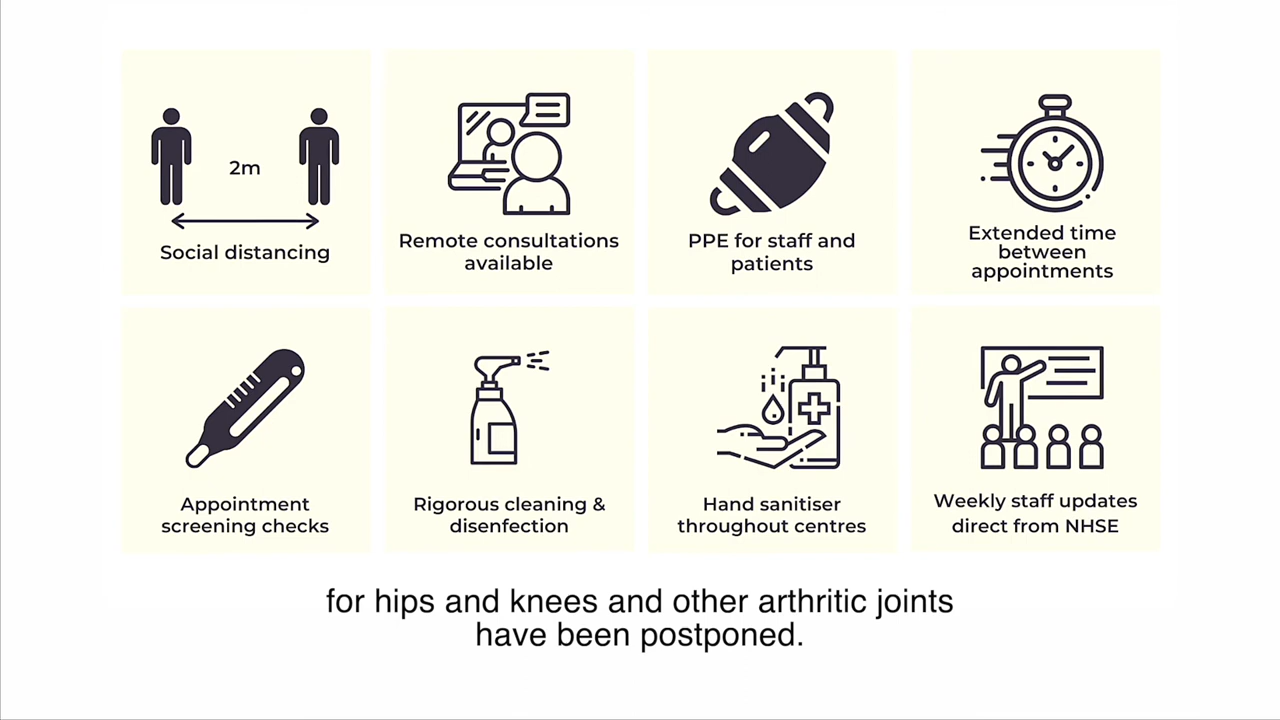 2m
Social distancing
Remote consultations
available
PPE for staff and
patients
Extended time
between
appointments
Appointment
screening checks
Rigorous cleaning &
disenfection
Hand sanitiser
throughout centres
Weekly staff updates
direct from NHSE
for hips and knees and other arthritic joints
have been postponed.